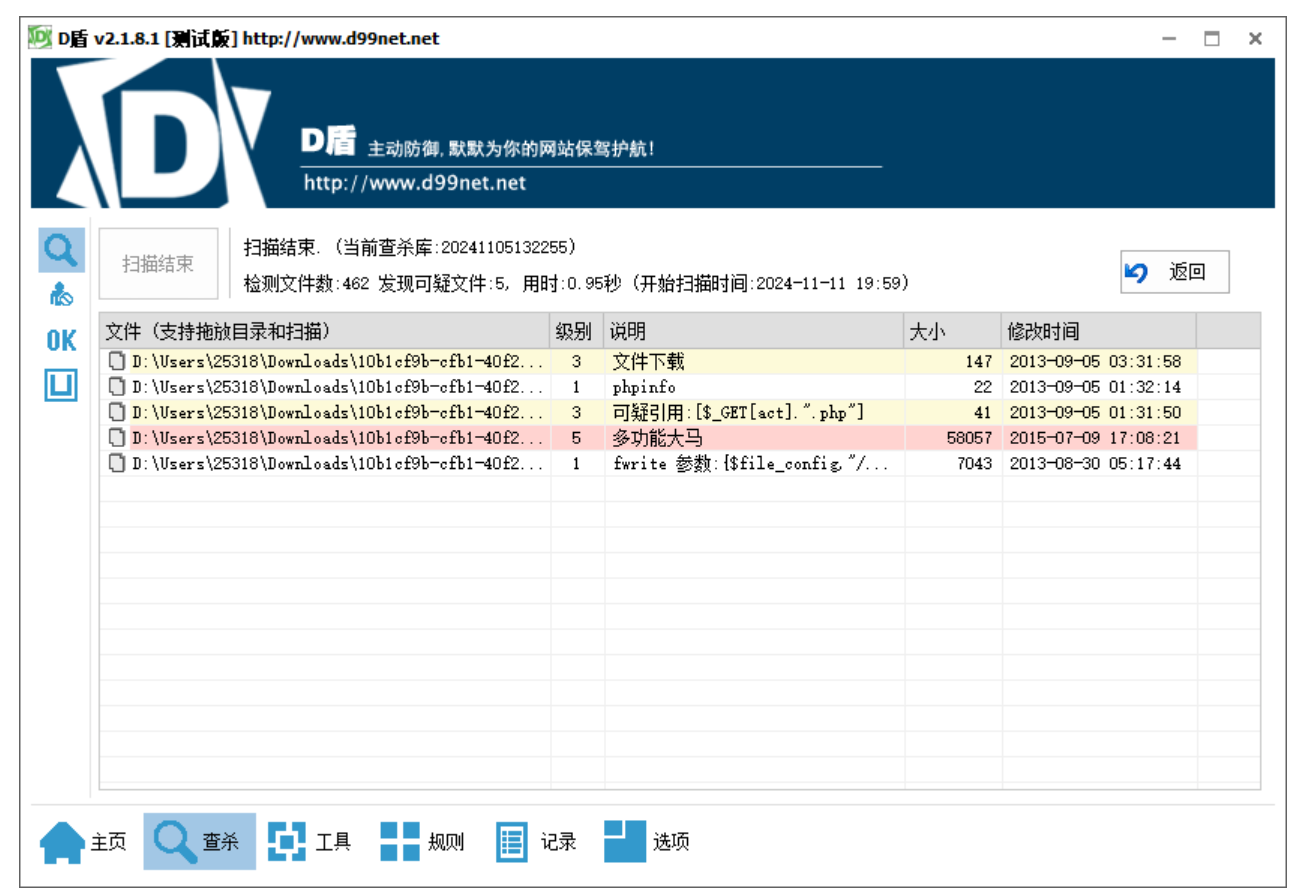 D盾 v2.1.8.1 [测试版] http://www.d99net.net
D盾 主动防御,默默为你的网站保驾护航!
http://www.d99net.net
扫描结束
扫描结束. (当前查杀库:20241105132255)
检测文件数:462 发现可疑文件:5, 用时:0.95秒 (开始扫描时间:2024-11-11 19:59)
返回
OK
文件 (支持拖放目录和扫描) 级别 说明 大小 修改时间
D:\Users\25318\Downloads\10b1cf9b-cfb1-40f2... 3 文件下载 147 2013-09-05 03:31:58
D:\Users\25318\Downloads\10b1cf9b-cfb1-40f2... 1 phpinfo 22 2013-09-05 01:32:14
D:\Users\25318\Downloads\10b1cf9b-cfb1-40f2... 3 可疑引用:[$_GET[act].".php"] 41 2013-09-05 01:31:50
D:\Users\25318\Downloads\10b1cf9b-cfb1-40f2... 5 多功能大马 58057 2015-07-09 17:08:21
D:\Users\25318\Downloads\10b1cf9b-cfb1-40f2... 1 fwrite 参数:{$file_config,"/... 7043 2013-08-30 05:17:44
主页 查杀 工具 规则 记录 选项